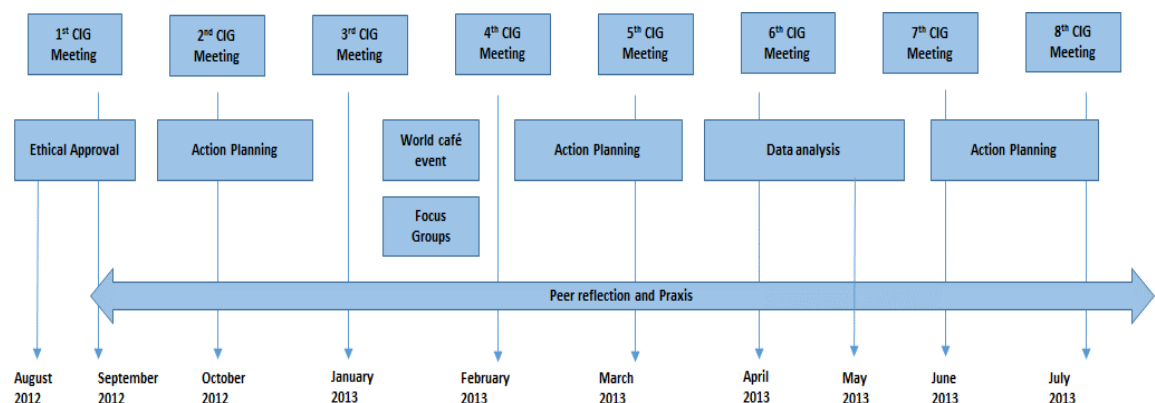 1st CIG
Meeting
2nd CIG
Meeting
3rd CIG
Meeting
4th CIG
Meeting
5th CIG
Meeting
6th CIG
Meeting
7th CIG
Meeting
8th CIG
Meeting
Ethical Approval
Action Planning
World café
event
Action Planning
Data analysis
Action Planning
Focus
Groups
Peer reflection and Praxis
August
2012
September
2012
October
2012
January
2013
February
2013
March
2013
April
2013
May
2013
June
2013
July
2013